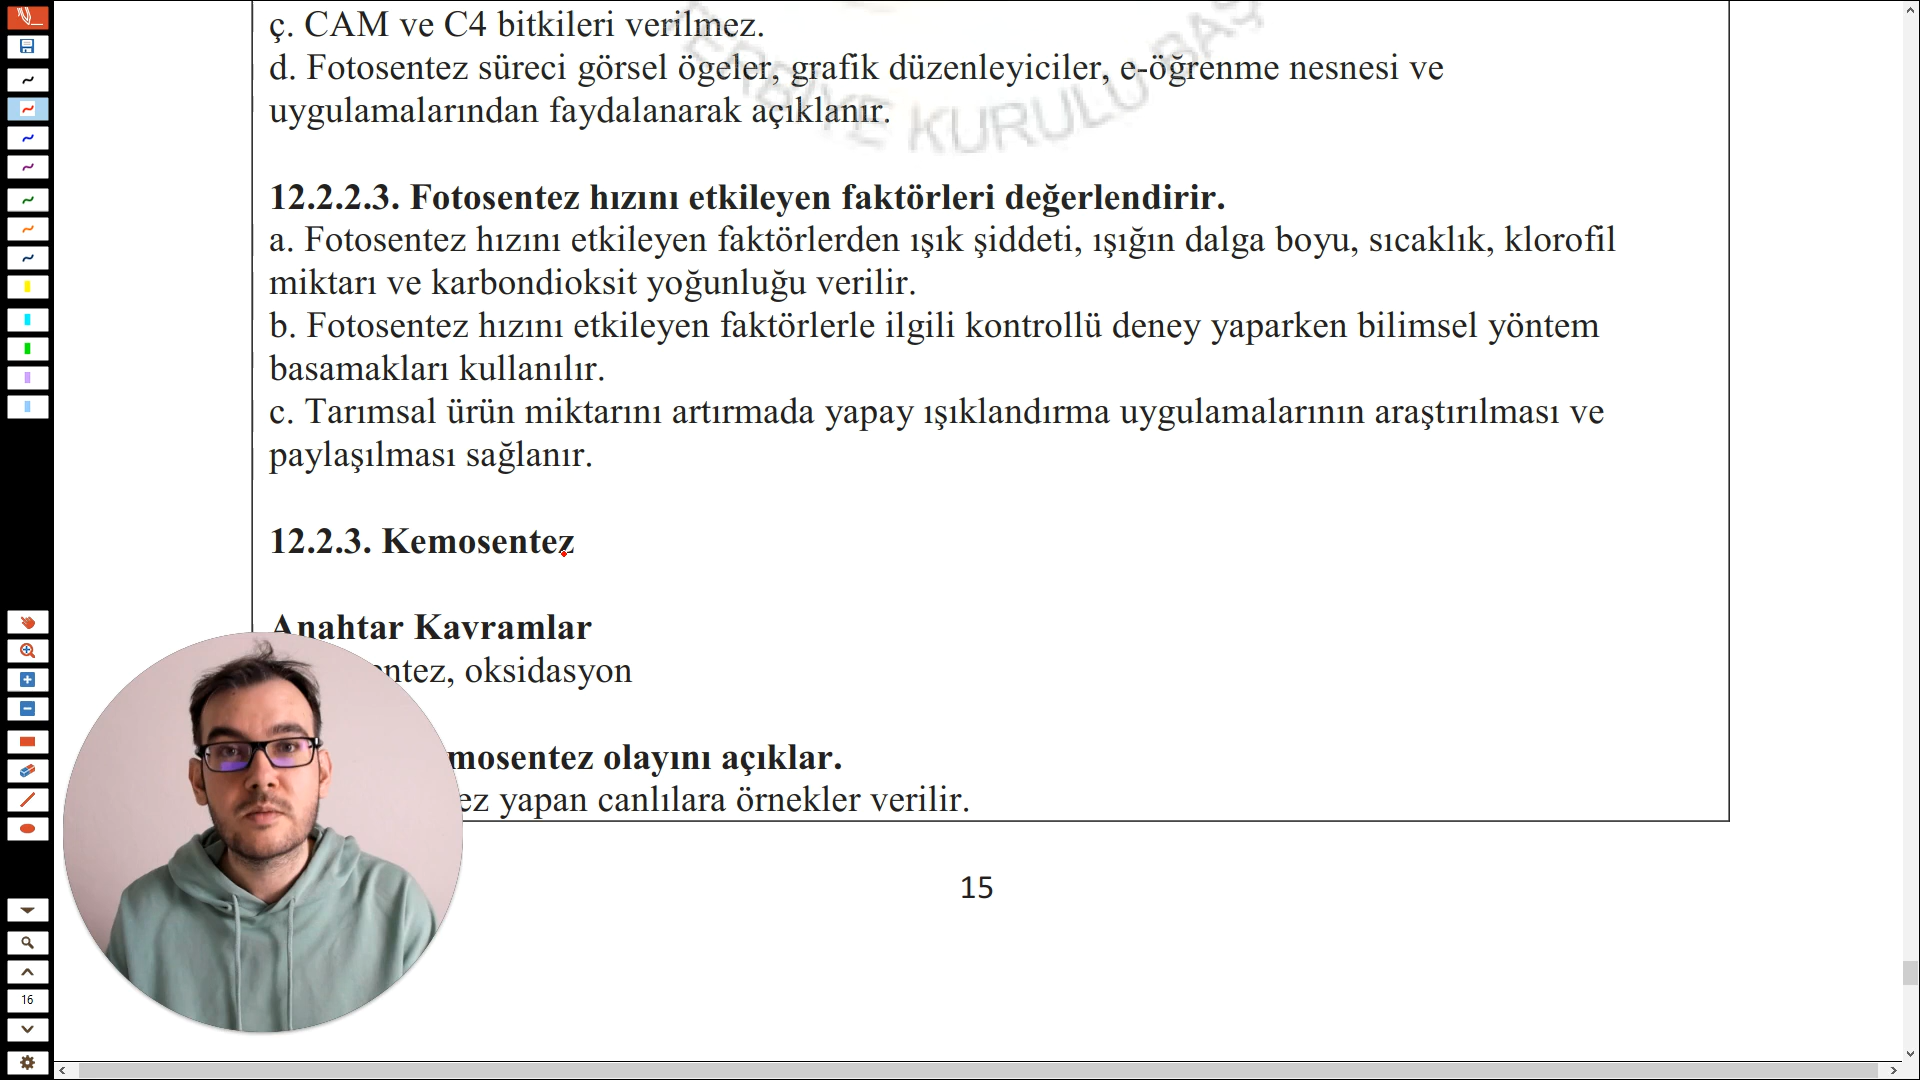 ç. CAM ve C4 bitkileri verilmez.
d. Fotosentez süreci görsel ögeler, grafik düzenleyiciler, e-öğrenme nesnesi ve
uygulamalarından faydalanarak açıklanır.
TERBİYE KURULU BAŞ
12.2.2.3. Fotosentez hızını etkileyen faktörleri değerlendirir.
a. Fotosentez hızını etkileyen faktörlerden ışık şiddeti, ışığın dalga boyu, sıcaklık, klorofil
miktarı ve karbondioksit yoğunluğu verilir.
b. Fotosentez hızını etkileyen faktörlerle ilgili kontrollü deney yaparken bilimsel yöntem
basamakları kullanılır.
c. Tarımsal ürün miktarını artırmada yapay ışıklandırma uygulamalarının araştırılması ve
paylaşılması sağlanır.
12.2.3. Kemosentez
Anahtar Kavramlar
ntez, oksidasyon
mosentez olayını açıklar.
ez yapan canlılara örnekler verilir.
15
16